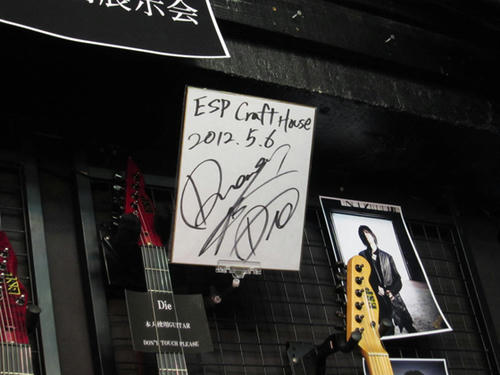 展示会
ESP Craft House
2012.5.6
Die
本人使用GUITAR
DON'T TOUCH PLEASE